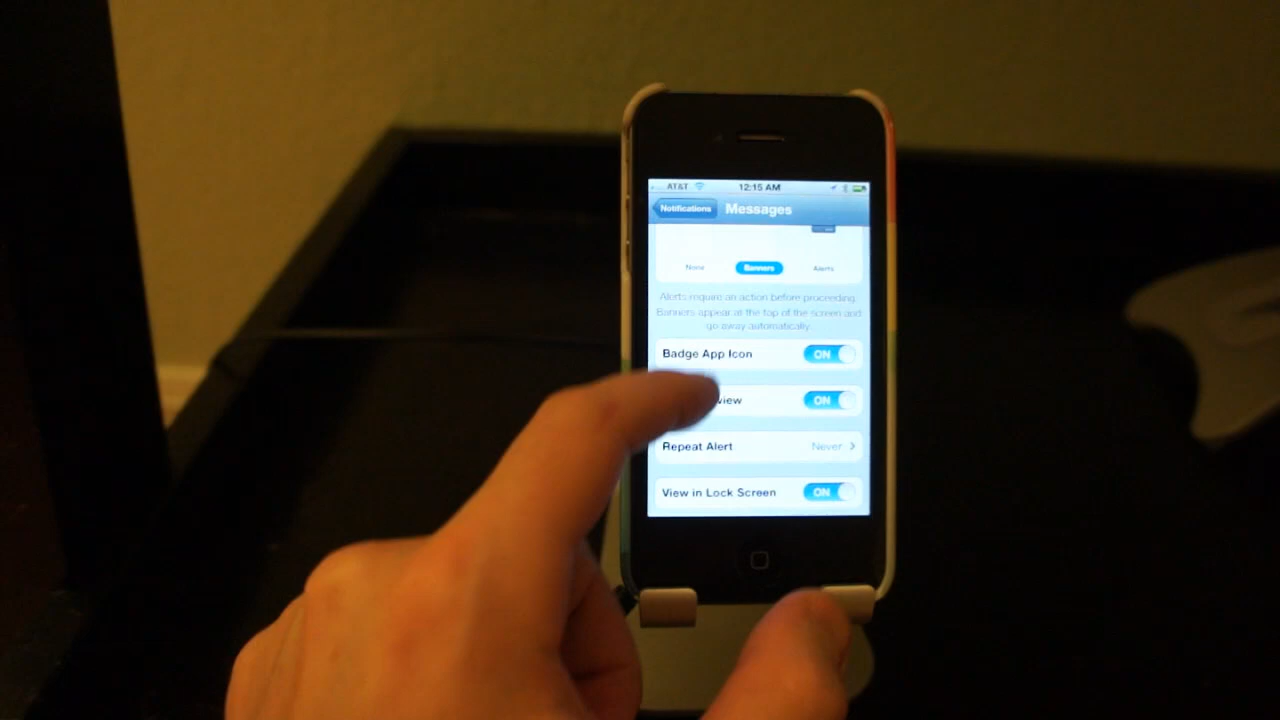 AT&T 12:15 AM
Notifications Messages
None Banners Alerts
Alerts require an action before proceeding.
Banners appear at the top of the screen and
go away automatically.
Badge App Icon ON
view ON
Repeat Alert Never
View in Lock Screen ON